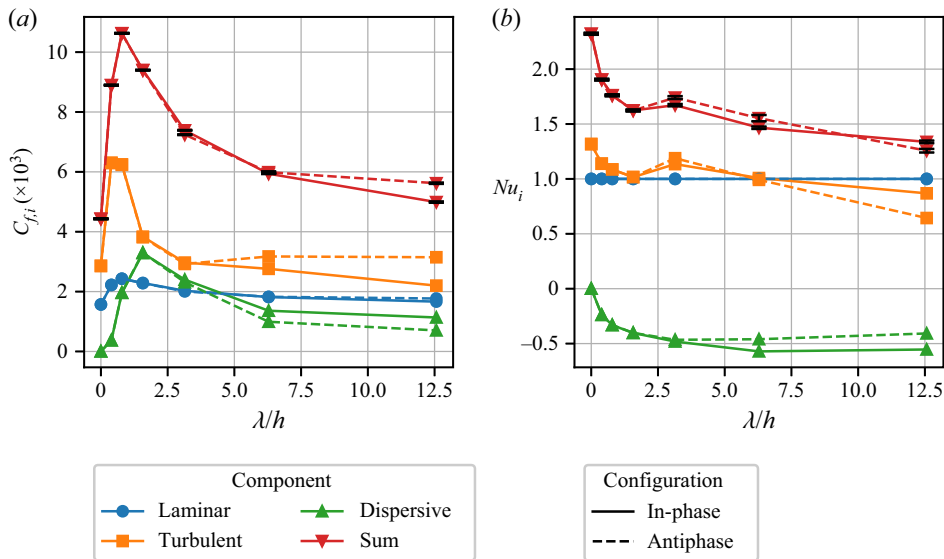 (a)
(b)
10
8
6
4
2
0
C_{f,i} (×10^3)
0
2.5
5.0
7.5
10.0
12.5
λ/h
2.0
1.5
1.0
0.5
0
−0.5
Nu_i
0
2.5
5.0
7.5
10.0
12.5
λ/h
Component
Laminar
Dispersive
Turbulent
Sum
Configuration
In-phase
Antiphase